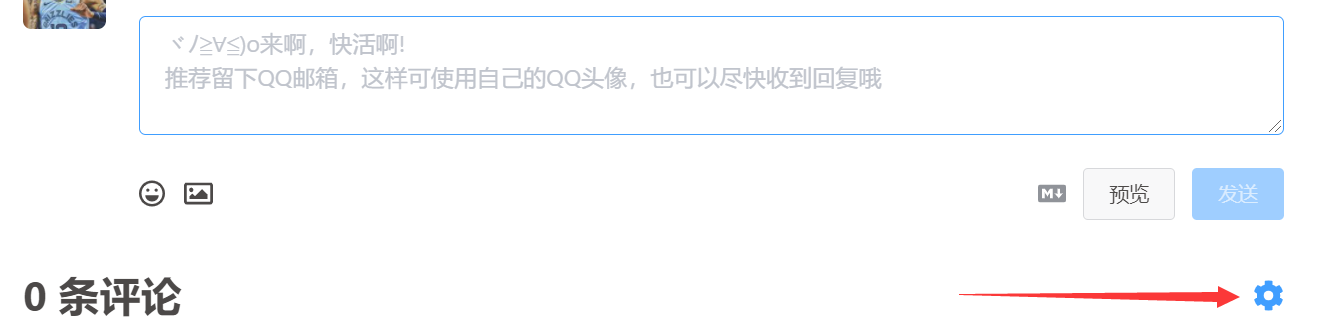 ヾﾉ≧∀≦)o来啊，快活啊!
推荐留下QQ邮箱，这样可使用自己的QQ头像，也可以尽快收到回复哦
M↓ 预览 发送
0 条评论